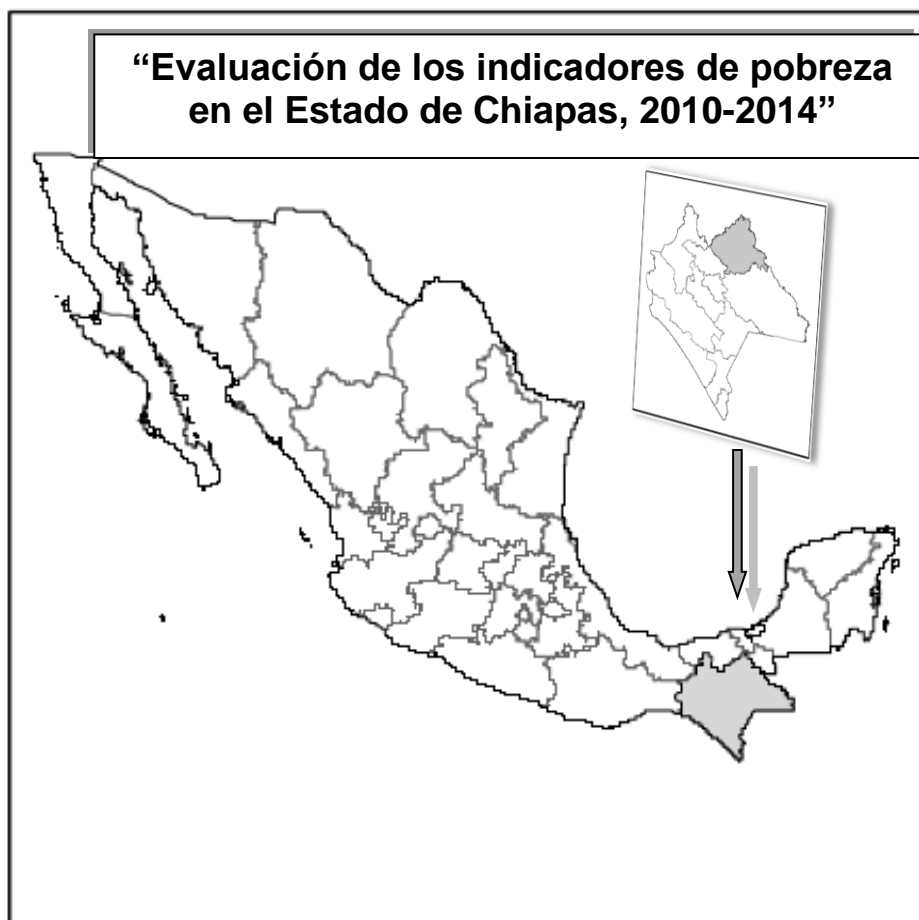 “Evaluación de los indicadores de pobreza
en el Estado de Chiapas, 2010-2014”